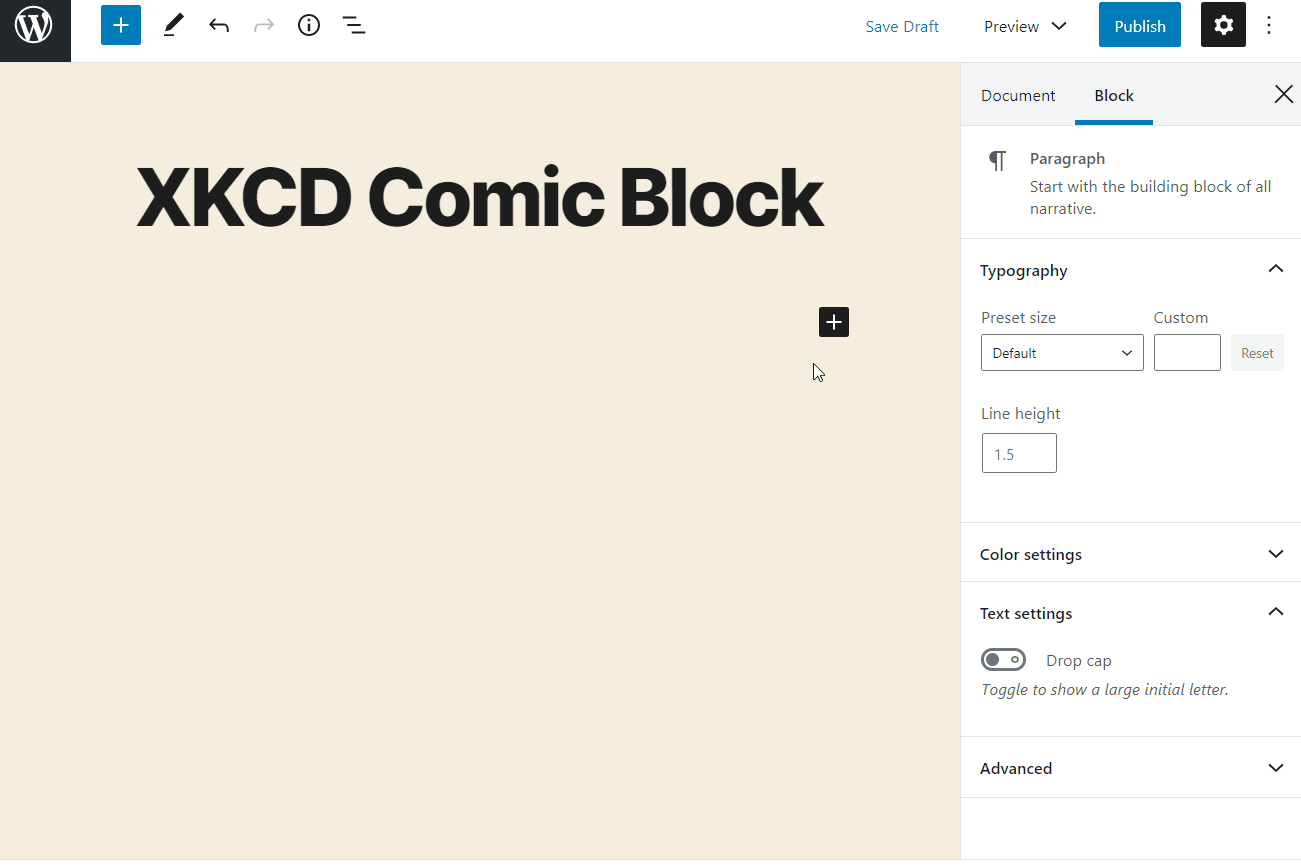 Save Draft
Preview
Publish
Document
Block
XKCD Comic Block
Paragraph
Start with the building block of all
narrative.
Typography
Preset size
Custom
Default
Reset
Line height
1.5
Color settings
Text settings
Drop cap
Toggle to show a large initial letter.
Advanced